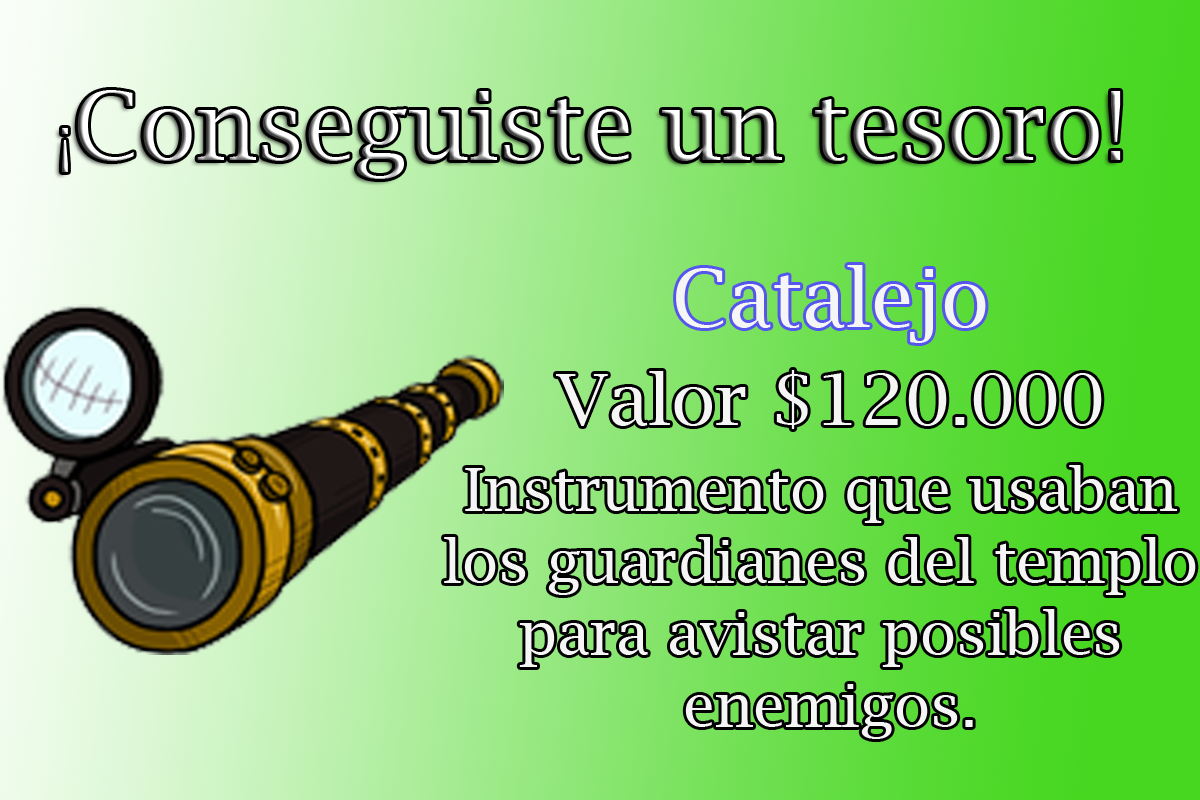 ¡Conseguiste un tesoro!
Catalejo
Valor $120.000
Instrumento que usaban
los guardianes del templo
para avistar posibles
enemigos.